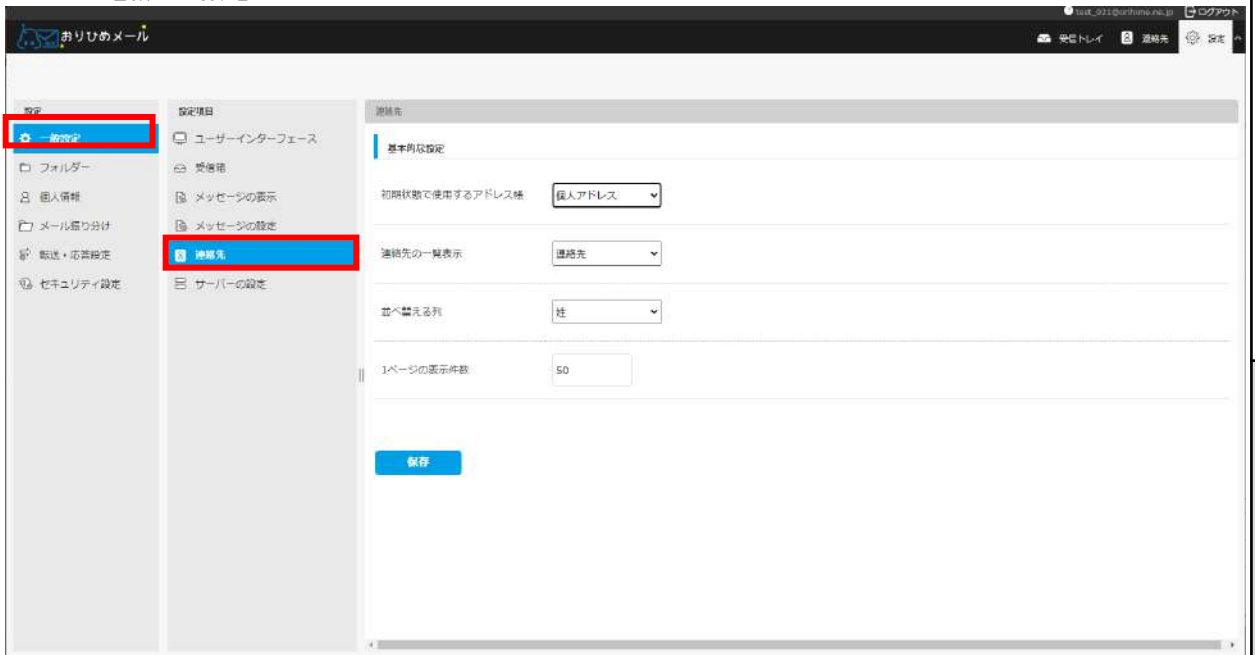 test_021@orihime.ne.jp ログアウト
おりひめメール
受信トレイ 連絡先 設定
設定
一般設定
フォルダー
個人情報
メール振り分け
転送・応答設定
セキュリティ設定
設定項目
ユーザーインターフェース
受信箱
メッセージの表示
メッセージの設定
連絡先
サーバーの設定
連絡先
基本的な設定
初期状態で使用するアドレス帳 個人アドレス
連絡先の一覧表示 連絡先
並べ替える列 姓
1ページの表示件数 50
保存